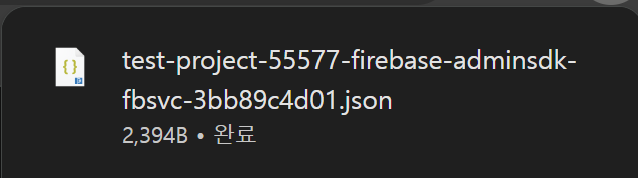 test-project-55577-firebase-adminsdk-
fbsvc-3bb89c4d01.json
2,394B • 완료